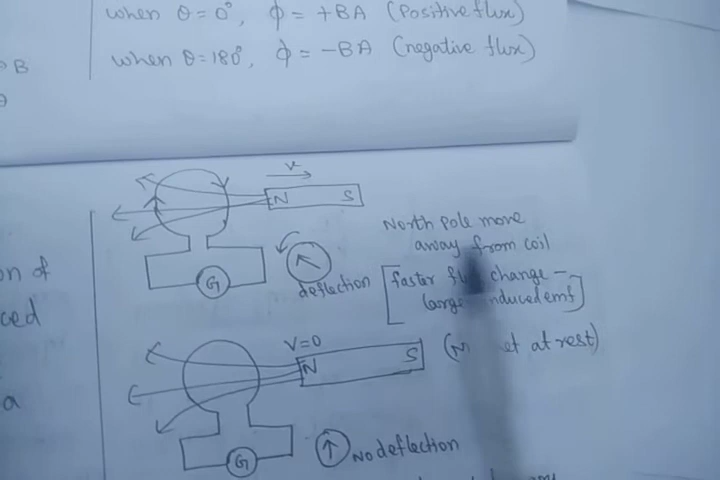 when θ = 0°, ϕ = +BA (Positive flux)
when θ = 180°, ϕ = -BA (negative flux)
B
θ
v
N S
North pole move
away from coil
G
deflection
[faster change -
induced emf]
on of
ced
a
V = 0
N S
(at rest)
G
No deflection